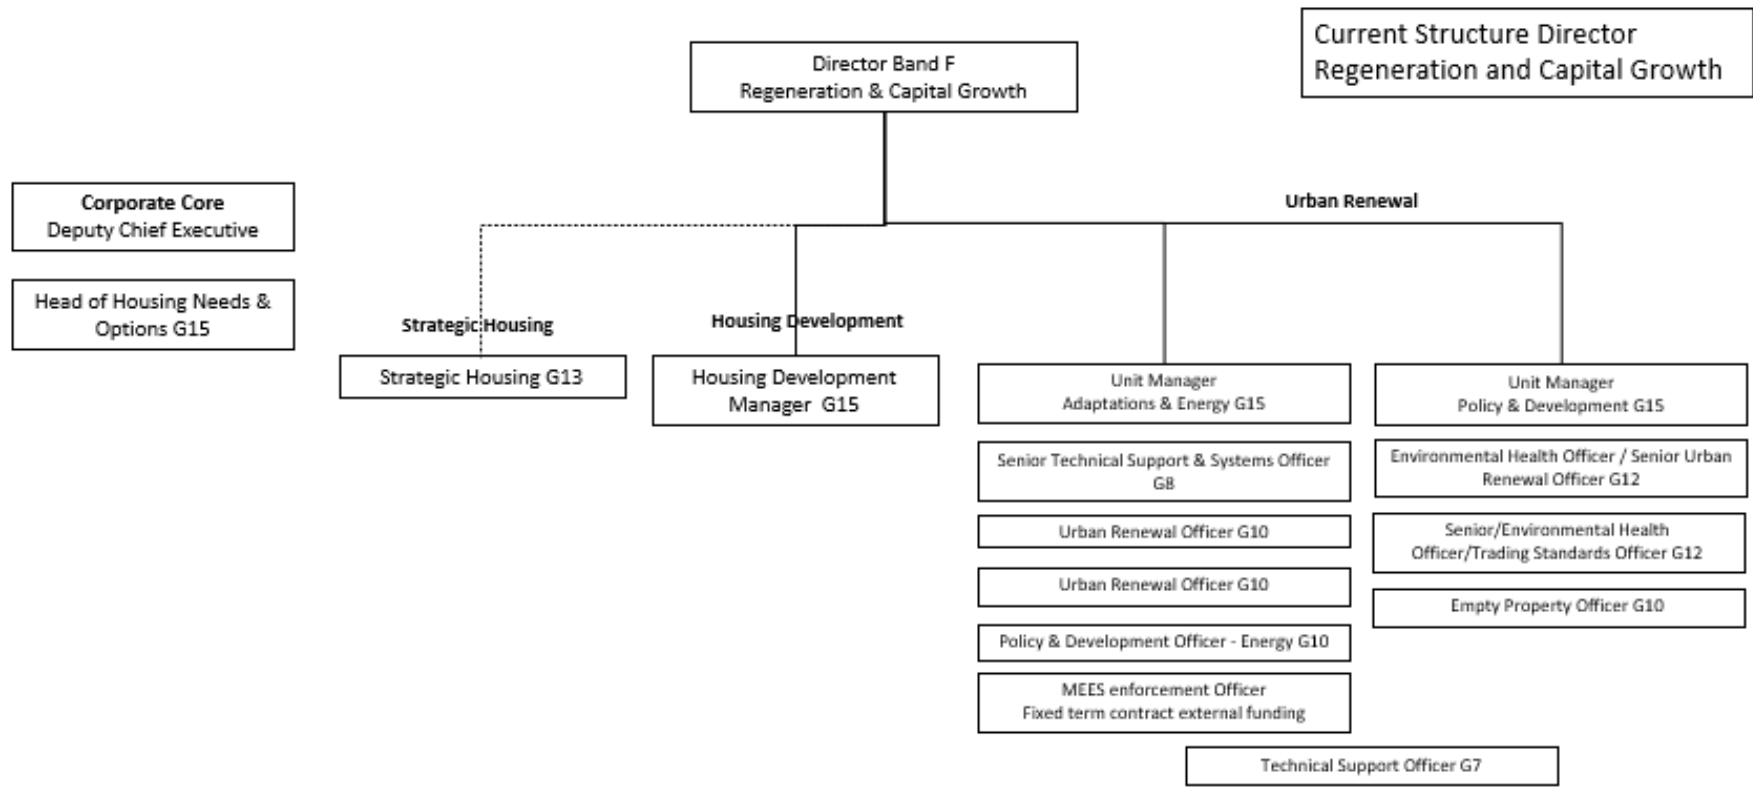 Current Structure Director
Regeneration and Capital Growth
Director Band F
Regeneration & Capital Growth
Corporate Core
Deputy Chief Executive
Head of Housing Needs &
Options G15
Urban Renewal
Strategic Housing
Housing Development
Strategic Housing G13
Housing Development
Manager G15
Unit Manager
Adaptations & Energy G15
Senior Technical Support & Systems Officer
G8
Urban Renewal Officer G10
Urban Renewal Officer G10
Policy & Development Officer - Energy G10
MEES enforcement Officer
Fixed term contract external funding
Unit Manager
Policy & Development G15
Environmental Health Officer / Senior Urban
Renewal Officer G12
Senior/Environmental Health
Officer/Trading Standards Officer G12
Empty Property Officer G10
Technical Support Officer G7